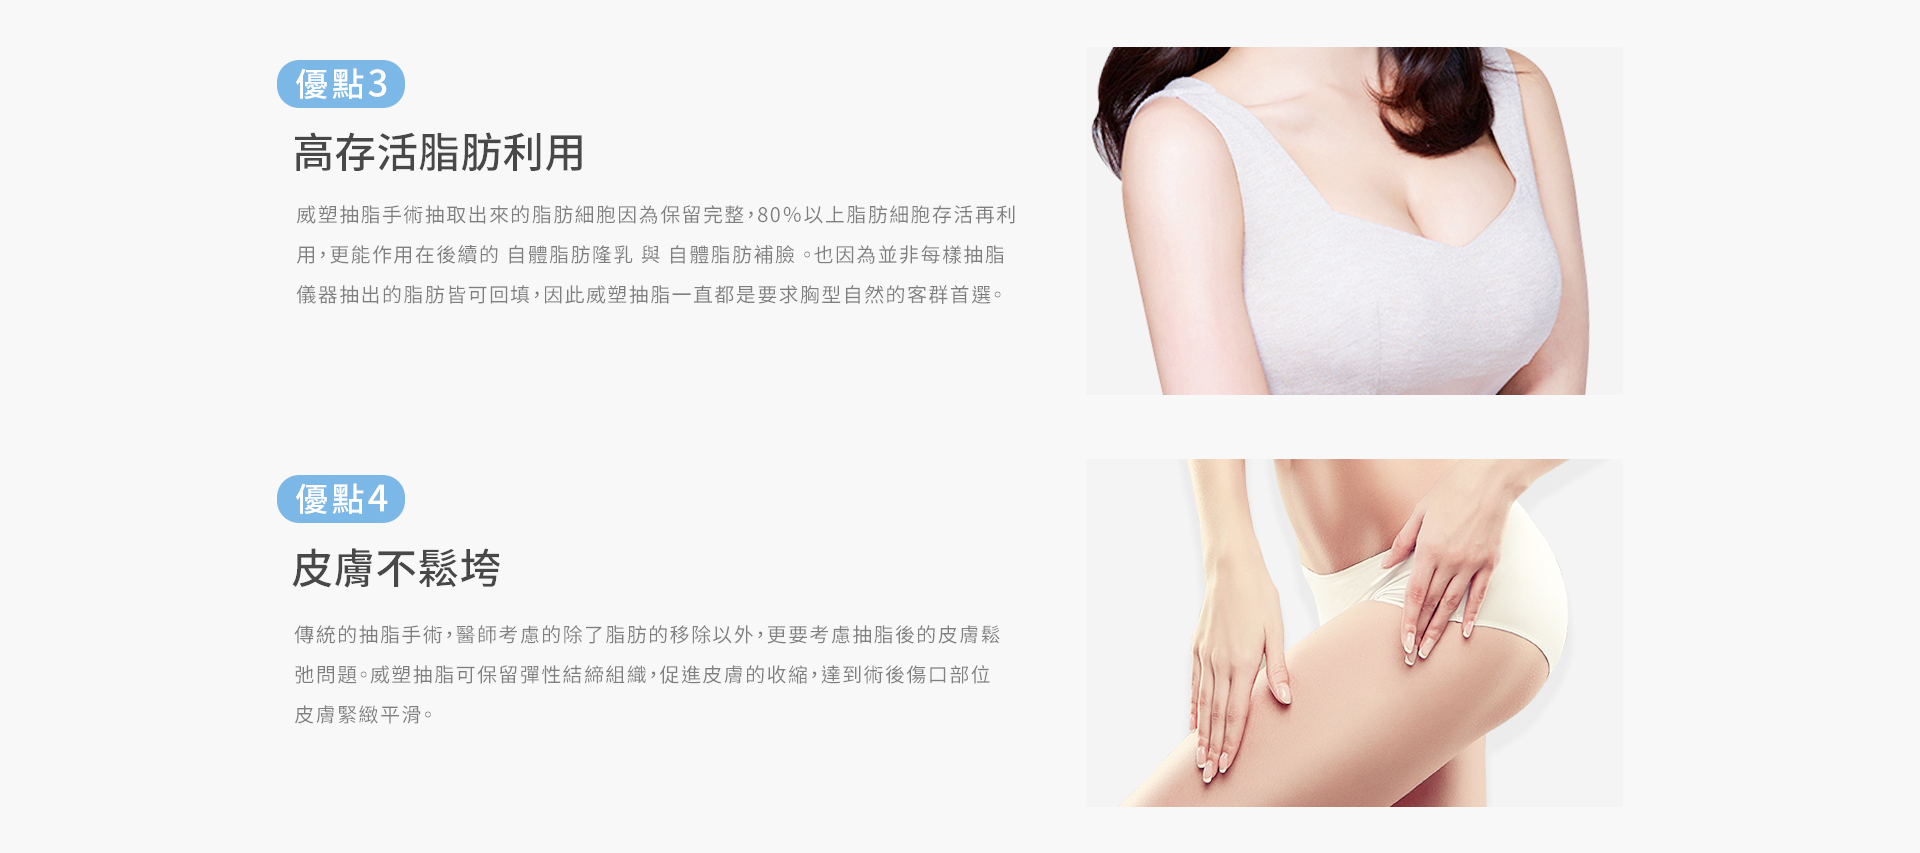 優點3
高存活脂肪利用
威塑抽脂手術抽取出來的脂肪細胞因為保留完整，80%以上脂肪細胞存活再利
用，更能作用在後續的 自體脂肪隆乳 與 自體脂肪補臉 。也因為並非每樣抽脂
儀器抽出的脂肪皆可回填，因此威塑抽脂一直都是要求胸型自然的客群首選。
優點4
皮膚不鬆垮
傳統的抽脂手術，醫師考慮的除了脂肪的移除以外，更要考慮抽脂後的皮膚鬆
弛問題。威塑抽脂可保留彈性結締組織，促進皮膚的收縮，達到術後傷口部位
皮膚緊緻平滑。